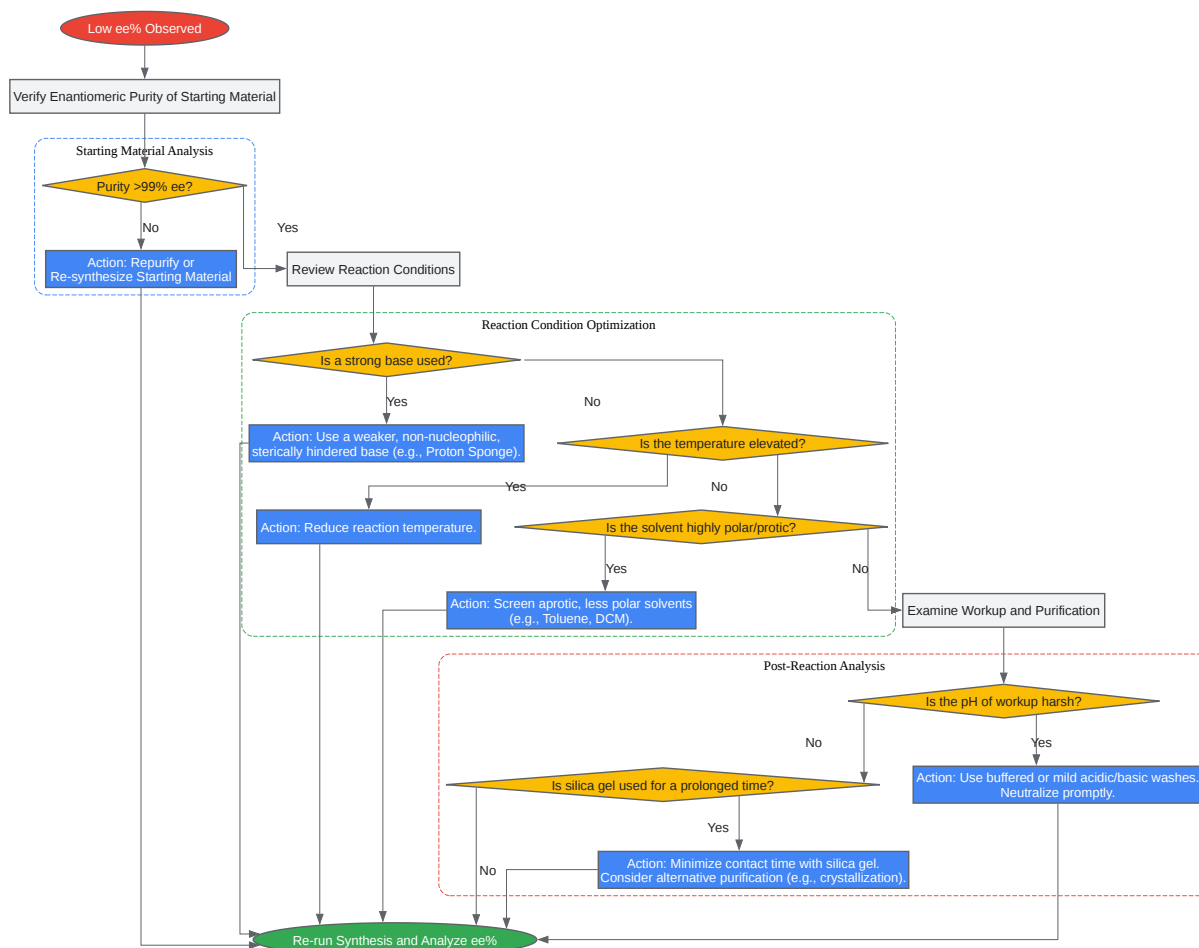 Low ee% Observed
Verify Enantiomeric Purity of Starting Material
Starting Material Analysis
Purity >99% ee?
No
Yes
Action: Repurify or
Re-synthesize Starting Material
Review Reaction Conditions
Reaction Condition Optimization
Is a strong base used?
Yes
No
Action: Use a weaker, non-nucleophilic,
sterically hindered base (e.g., Proton Sponge).
Is the temperature elevated?
Yes
No
Action: Reduce reaction temperature.
Is the solvent highly polar/protic?
Yes
No
Action: Screen aprotic, less polar solvents
(e.g., Toluene, DCM).
Examine Workup and Purification
Post-Reaction Analysis
Is the pH of workup harsh?
No
Yes
Action: Use buffered or mild acidic/basic washes.
Neutralize promptly.
Is silica gel used for a prolonged time?
Yes
No
Action: Minimize contact time with silica gel.
Consider alternative purification (e.g., crystallization).
Re-run Synthesis and Analyze ee%